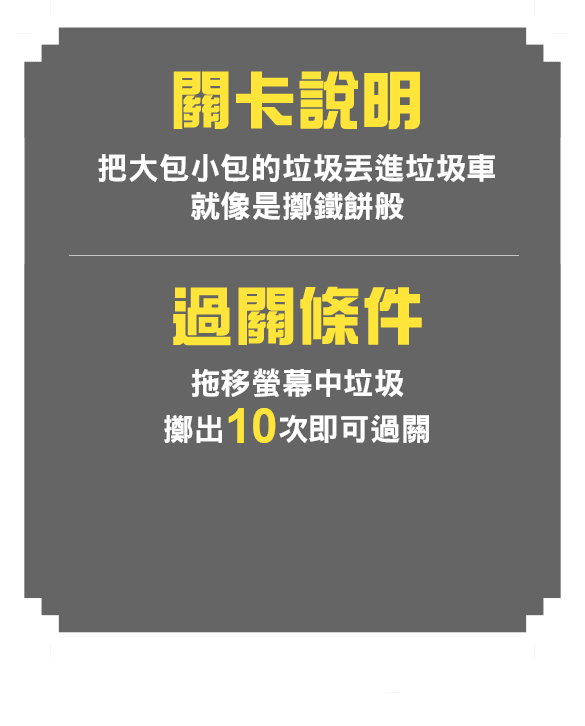 關卡說明
把大包小包的垃圾丟進垃圾車
就像是擲鐵餅般
過關條件
拖移螢幕中垃圾
擲出10次即可過關